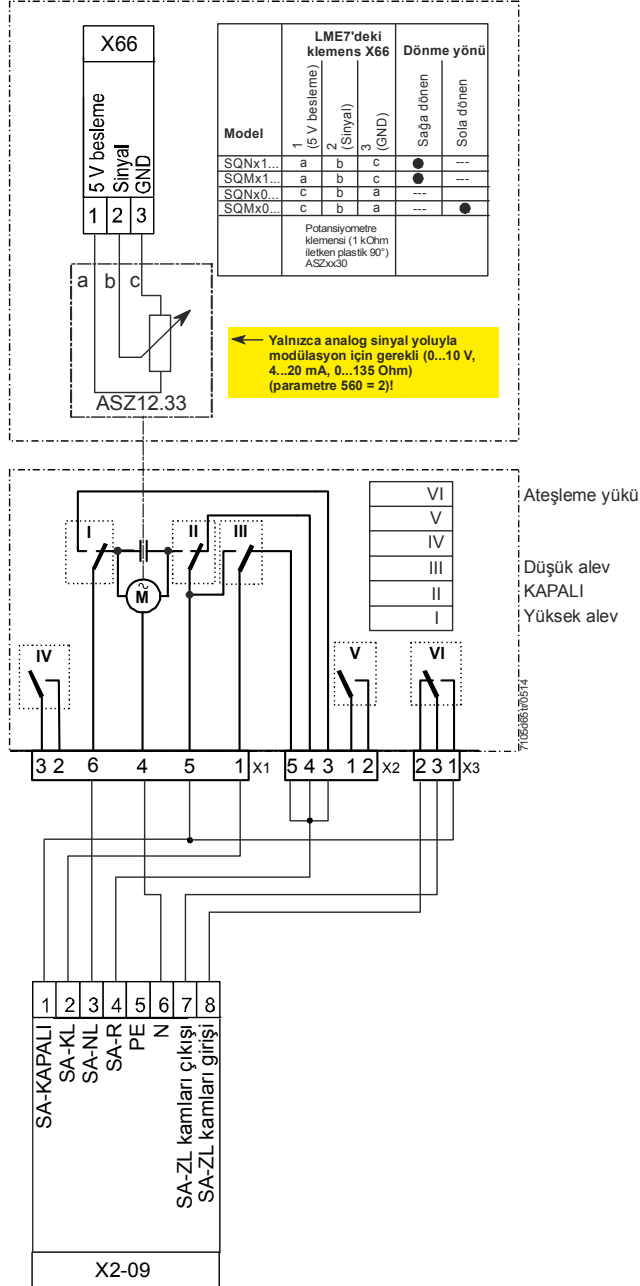 X66
5 V besleme
Sinyal
GND
1 2 3
a b c
ASZ12.33
LME7'deki
klemens X66
Dönme yönü
Model
1
(5 V besleme)
2
(Sinyal)
3
(GND)
Sağa dönen
Sola dönen
SQNx1... a b c ● ---
SQMx1... a b c ● ---
SQNx0... c b a ---
SQMx0... c b a --- ●
Potansiyometre
klemensi (1 kOhm
iletken plastik 90°)
ASZxx30
Yalnızca analog sinyal yoluyla
modülasyon için gerekli (0...10 V,
4...20 mA, 0...135 Ohm)
(parametre 560 = 2)!
VI Ateşleme yükü
V
IV
III Düşük alev
II KAPALI
I Yüksek alev
I II III
M
~
IV V VI
3 2 6 4 5 1 X1
5 4 3 1 2 X2
2 3 1 X3
1 2 3 4 5 6 7 8
SA-KAPALI
SA-KL
SA-NL
SA-R
PE
N
SA-ZL kamları çıkışı
SA-ZL kamları girişi
X2-09